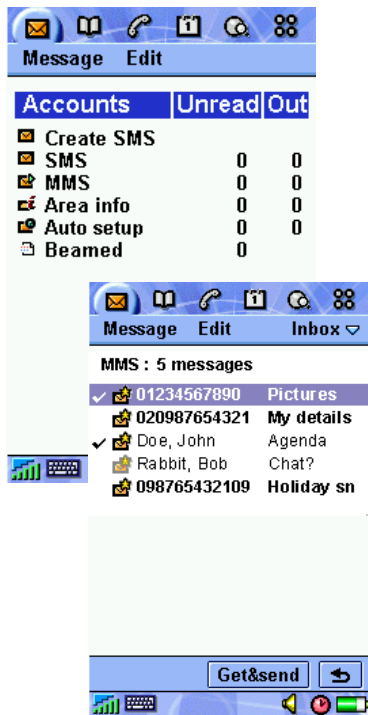 Message Edit
Accounts Unread Out
Create SMS
SMS 0 0
MMS 0 0
Area info 0 0
Auto setup 0 0
Beamed 0
Message Edit Inbox
MMS : 5 messages
01234567890 Pictures
020987654321 My details
Doe, John Agenda
Rabbit, Bob Chat?
098765432109 Holiday sn
Get&send